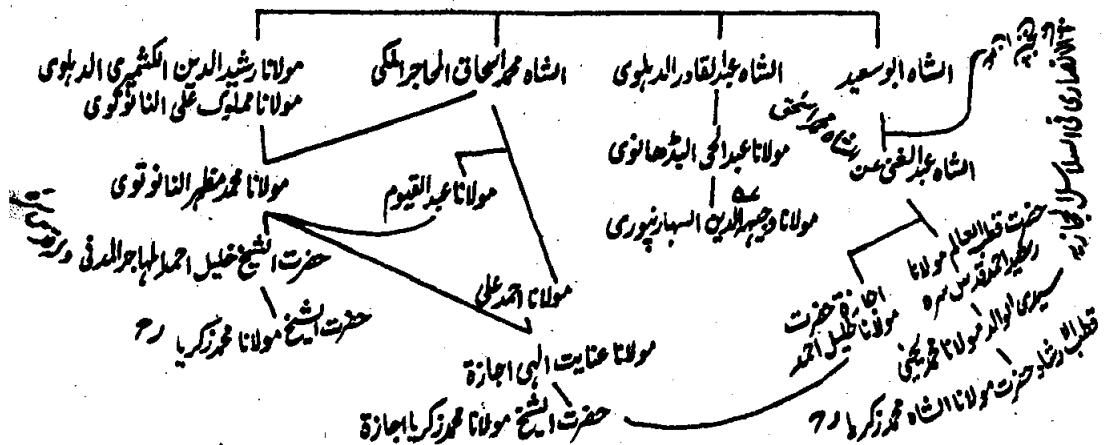 الشاہ ابوسعید
الشاہ عبدالقادر الدہلوی
الشاہ محمد اسحاق المہاجر المکی
مولانا رشید الدین الکشمیری الدہلوی
مولانا مملوک علی النانوتوی
الشاہ محمد اسحٰق
الشاہ عبدالغنی عن
مولانا عبدالحی البڈھانوی
مولانا عبدالقیوم
مولانا محمد مظہر النانوتوی
مولانا وجیہ الدین السہارنپوری
حضرت قطب العالم مولانا
رشید احمد قدس سرہ
اجازۃ حضرت
مولانا خلیل احمد
مولانا احمد علی
حضرت الشیخ خلیل احمد المہاجر المدنی
حضرت الشیخ مولانا محمد زکریا رح
سیدی الوالد مولانا محمد یحیٰی
قطب الارشاد حضرت مولانا الشاہ محمد زکریا رح
مولانا عنایت الٰہی اجازۃ
حضرت الشیخ مولانا محمد زکریا اجازۃ